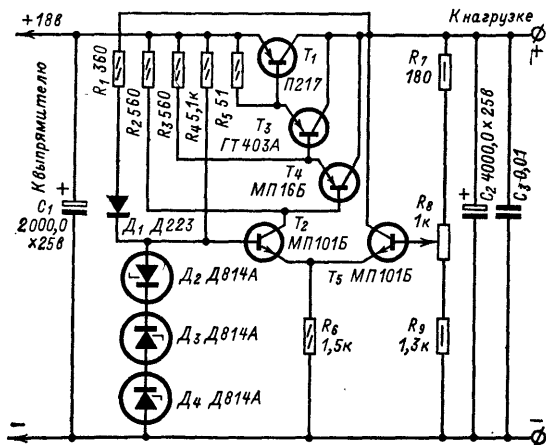 +18в
К нагрузке
+
К выпрямителю
+
C1
2000,0
×25в
R1 360
R2 560
R3 560
R4 5,1к
R5 51
T1
П217
T3
ГТ403А
T4
МП16Б
T2
МП101Б
T5 МП101Б
Д1 Д223
Д2 Д814А
Д3 Д814А
Д4 Д814А
R6
1,5к
R7
180
R8
1к
R9
1,3к
+
C2 4000,0×25в
C3 0,01
−
−